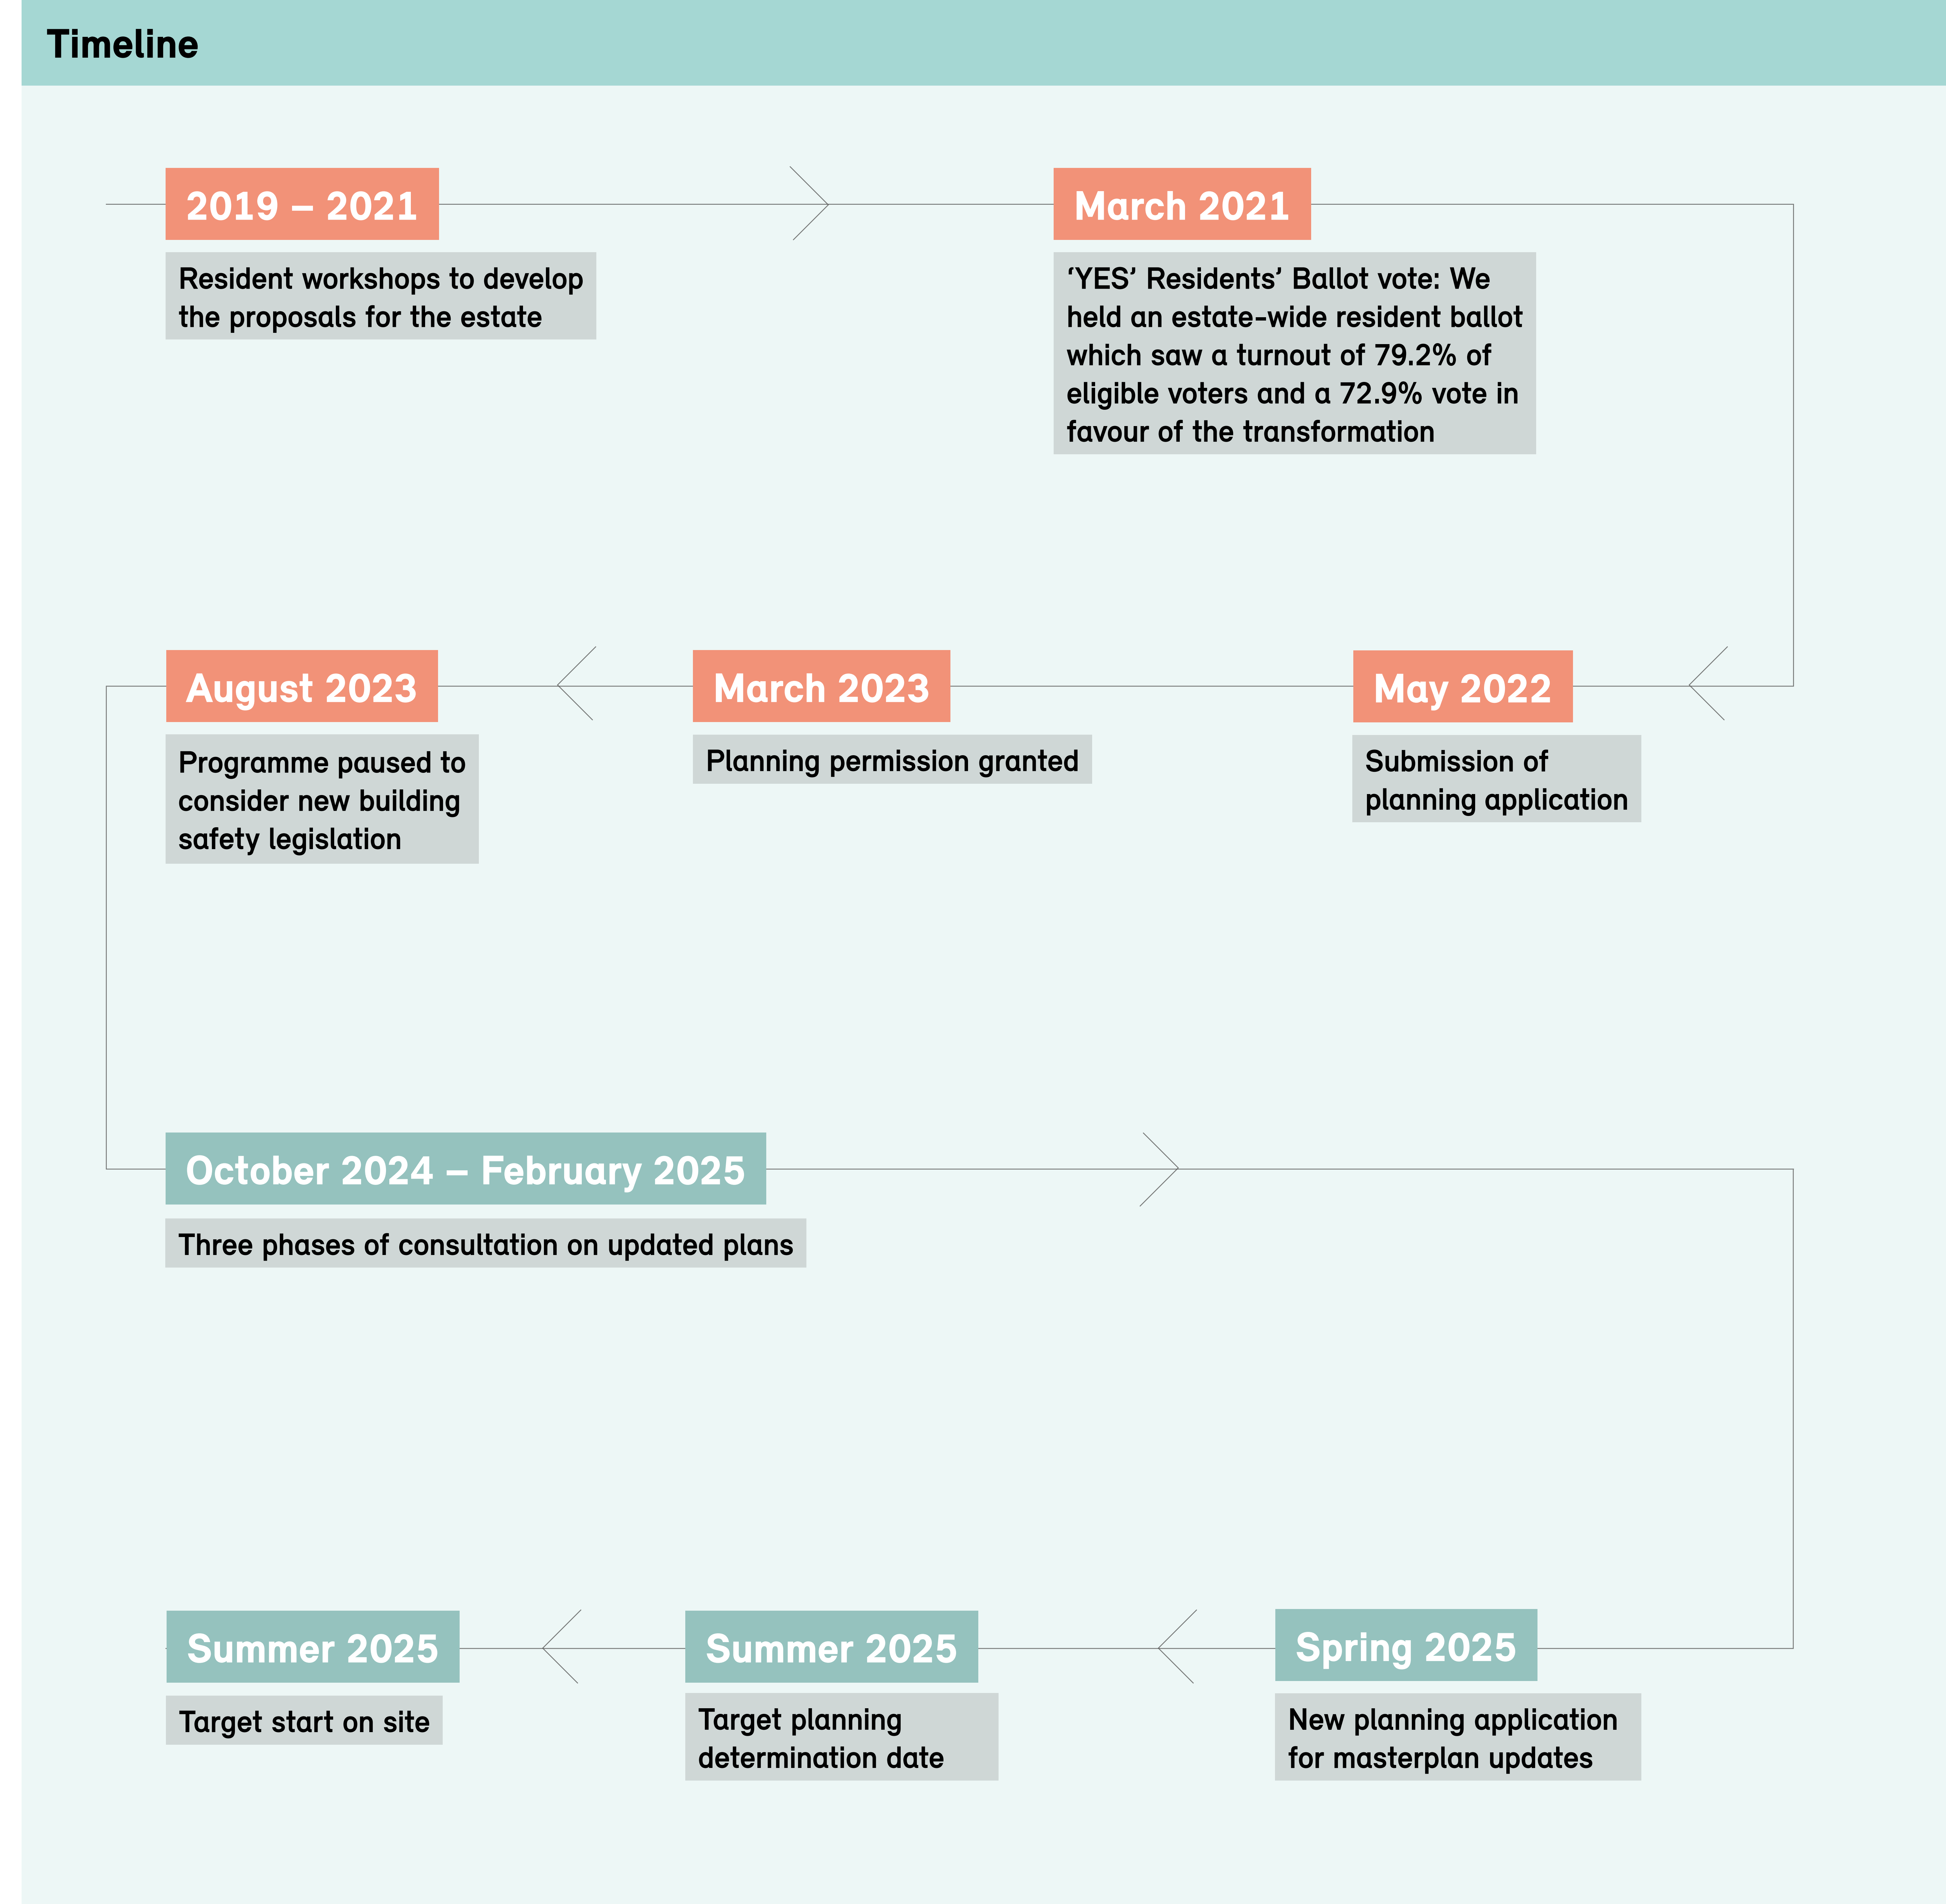 Timeline
2019 – 2021
Resident workshops to develop
the proposals for the estate
March 2021
‘YES’ Residents’ Ballot vote: We
held an estate-wide resident ballot
which saw a turnout of 79.2% of
eligible voters and a 72.9% vote in
favour of the transformation
May 2022
Submission of
planning application
March 2023
Planning permission granted
August 2023
Programme paused to
consider new building
safety legislation
October 2024 – February 2025
Three phases of consultation on updated plans
Spring 2025
New planning application
for masterplan updates
Summer 2025
Target planning
determination date
Summer 2025
Target start on site